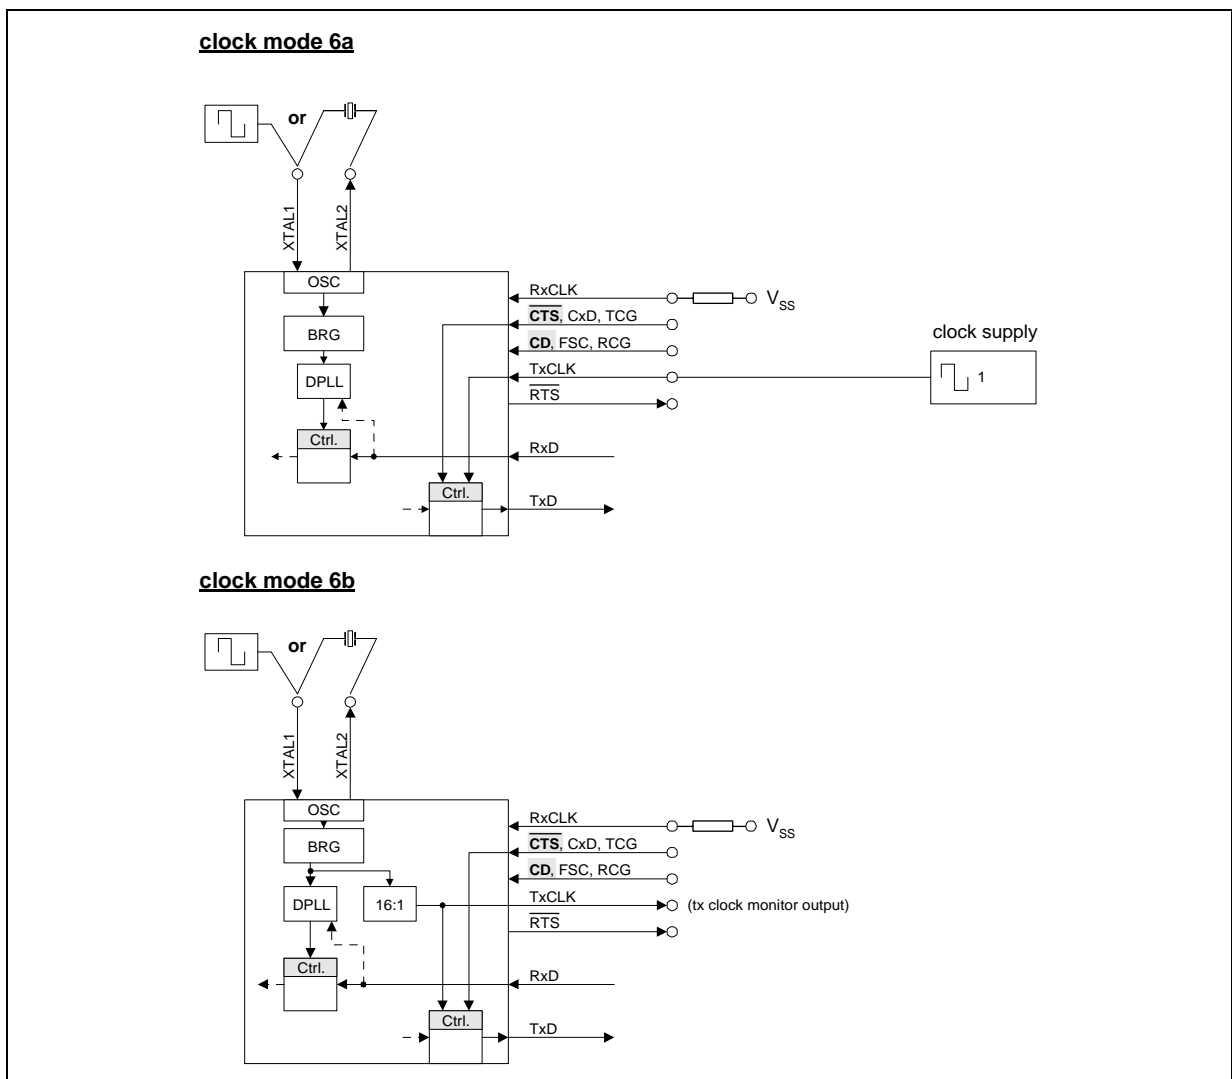 clock mode 6a
or
XTAL1
XTAL2
OSC
BRG
DPLL
Ctrl.
RxCLK
VSS
CTS, CxD, TCG
CD, FSC, RCG
clock supply
TxCLK
1
RTS
RxD
Ctrl.
TxD
clock mode 6b
or
XTAL1
XTAL2
OSC
BRG
DPLL
16:1
Ctrl.
RxCLK
VSS
CTS, CxD, TCG
CD, FSC, RCG
TxCLK
(tx clock monitor output)
RTS
RxD
Ctrl.
TxD